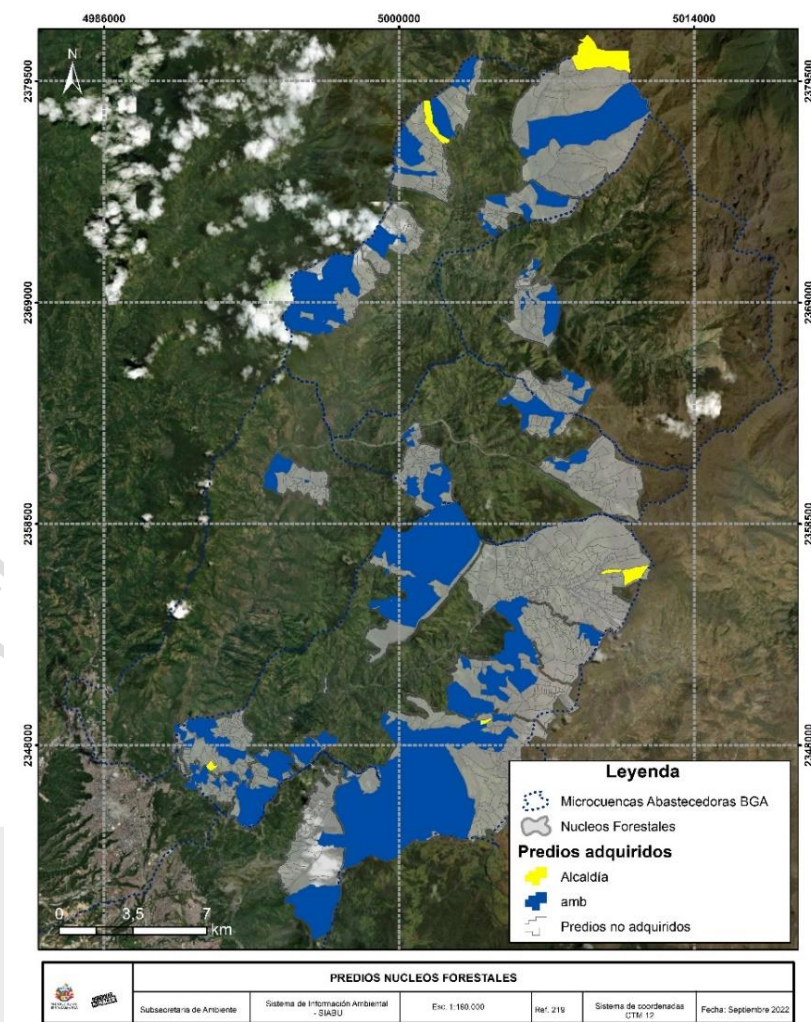 4986000 5000000 5014000
N
2379500 2379500
2369000 2369000
2358500 2358500
2348000 2348000
Leyenda
Microcuencas Abastecedoras BGA
Nucleos Forestales
Predios adquiridos
Alcaldía
amb
Predios no adquiridos
0 3,5 7
km
PREDIOS NUCLEOS FORESTALES
Subsecretaria de Ambiente
Sistema de Información Ambiental
- SIABU
Esc. 1:160.000
Ref. 219
Sistema de coordenadas
CTM 12
Fecha: Septiembre 2022